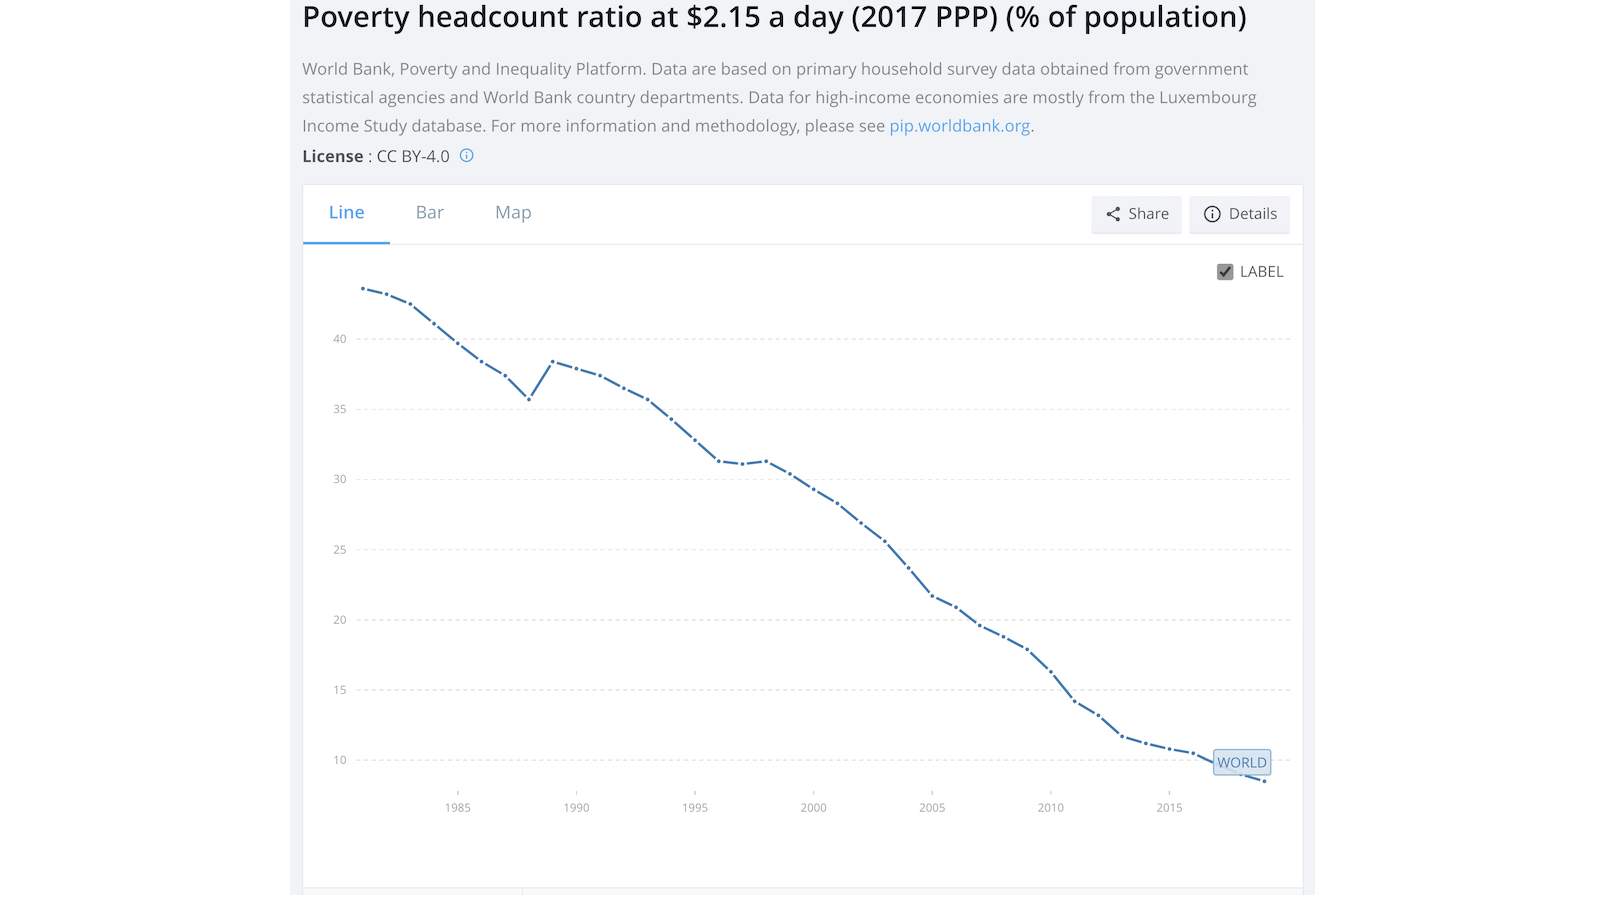 Poverty headcount ratio at $2.15 a day (2017 PPP) (% of population)
World Bank, Poverty and Inequality Platform. Data are based on primary household survey data obtained from government
statistical agencies and World Bank country departments. Data for high-income economies are mostly from the Luxembourg
Income Study database. For more information and methodology, please see pip.worldbank.org.
License : CC BY-4.0
Line Bar Map Share Details
LABEL
40
35
30
25
20
15
10
WORLD
1985 1990 1995 2000 2005 2010 2015